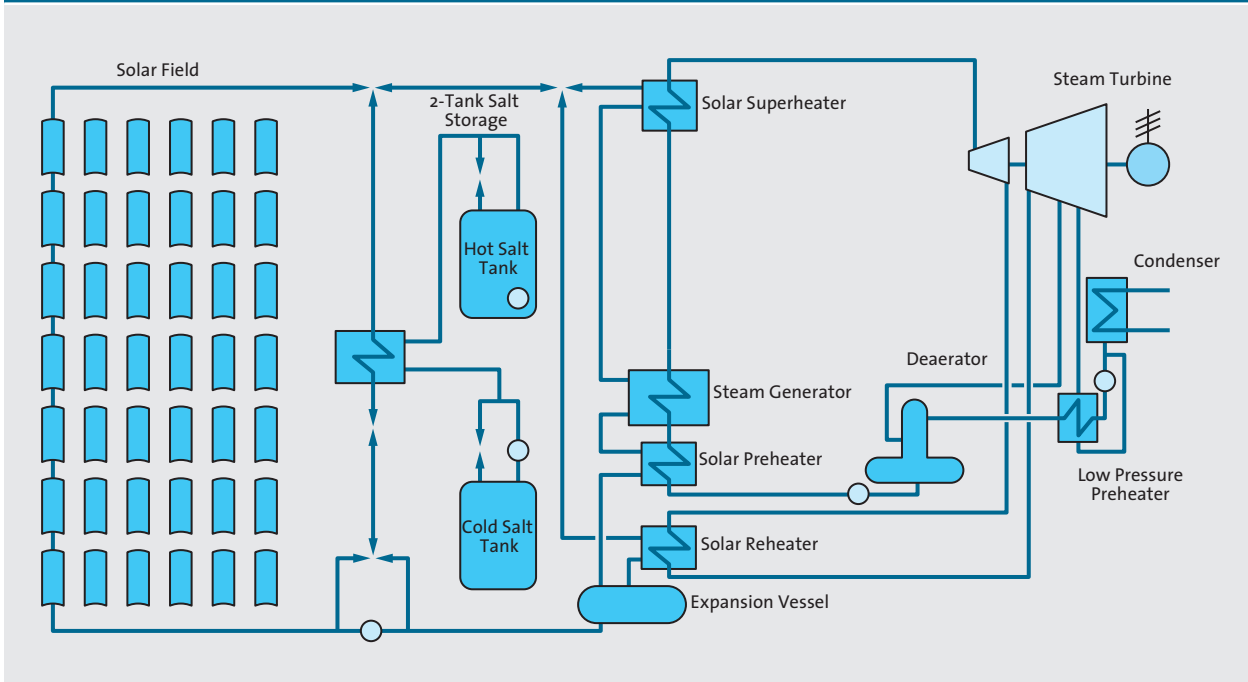 Solar Field
2-Tank Salt
Storage
Solar Superheater
Steam Turbine
Hot Salt
Tank
Condenser
Deaerator
Steam Generator
Solar Preheater
Low Pressure
Preheater
Cold Salt
Tank
Solar Reheater
Expansion Vessel